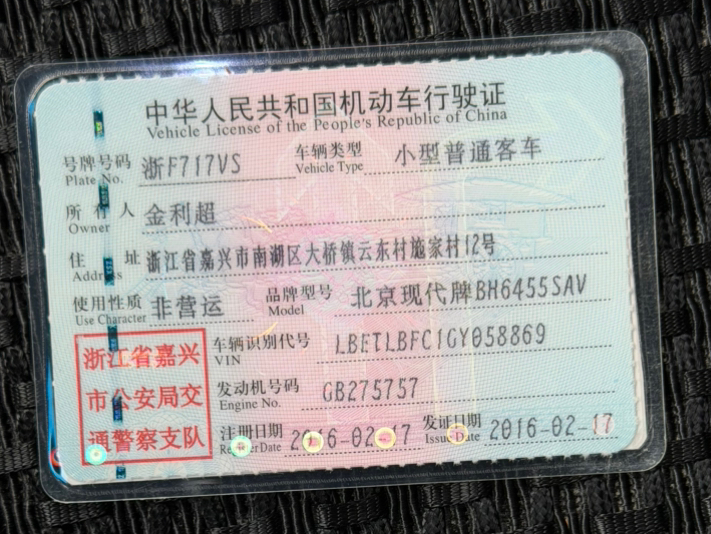 中华人民共和国机动车行驶证
Vehicle License of the People's Republic of China
号牌号码 浙F717VS 车辆类型 小型普通客车
Plate No. Vehicle Type
所有人 金利超
Owner
住址 浙江省嘉兴市南湖区大桥镇云东村施家村12号
Address
使用性质 非营运 品牌型号 北京现代牌BH6455SAV
Use Character Model
浙江省嘉兴 车辆识别代号 LBETLBFC1GY058869
VIN
市公安局交 发动机号码 GB275757
Engine No.
通警察支队 注册日期 2016-02-17 发证日期 2016-02-17
Register Date Issue Date